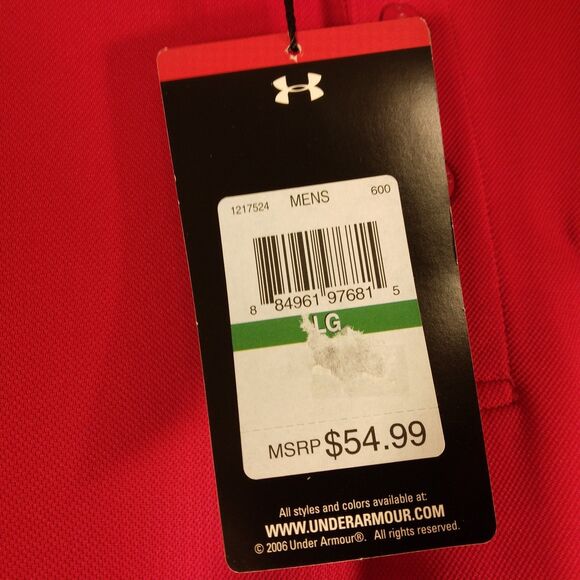 1217524 MENS 600
8 84961 97681 5
LG
MSRP $54.99
All styles and colors available at:
WWW.UNDERARMOUR.COM
© 2006 Under Armour®. All rights reserved.